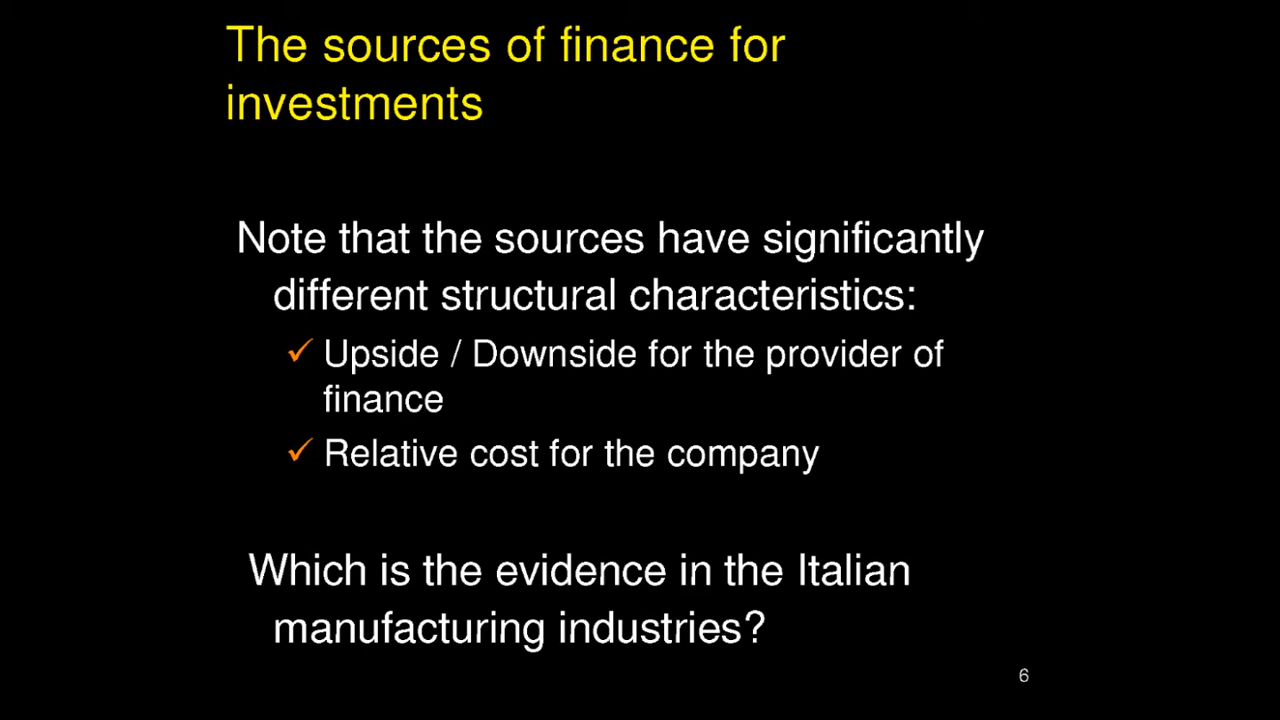 The sources of finance for
investments
Note that the sources have significantly
different structural characteristics:
✓ Upside / Downside for the provider of
finance
✓ Relative cost for the company
Which is the evidence in the Italian
manufacturing industries?
6